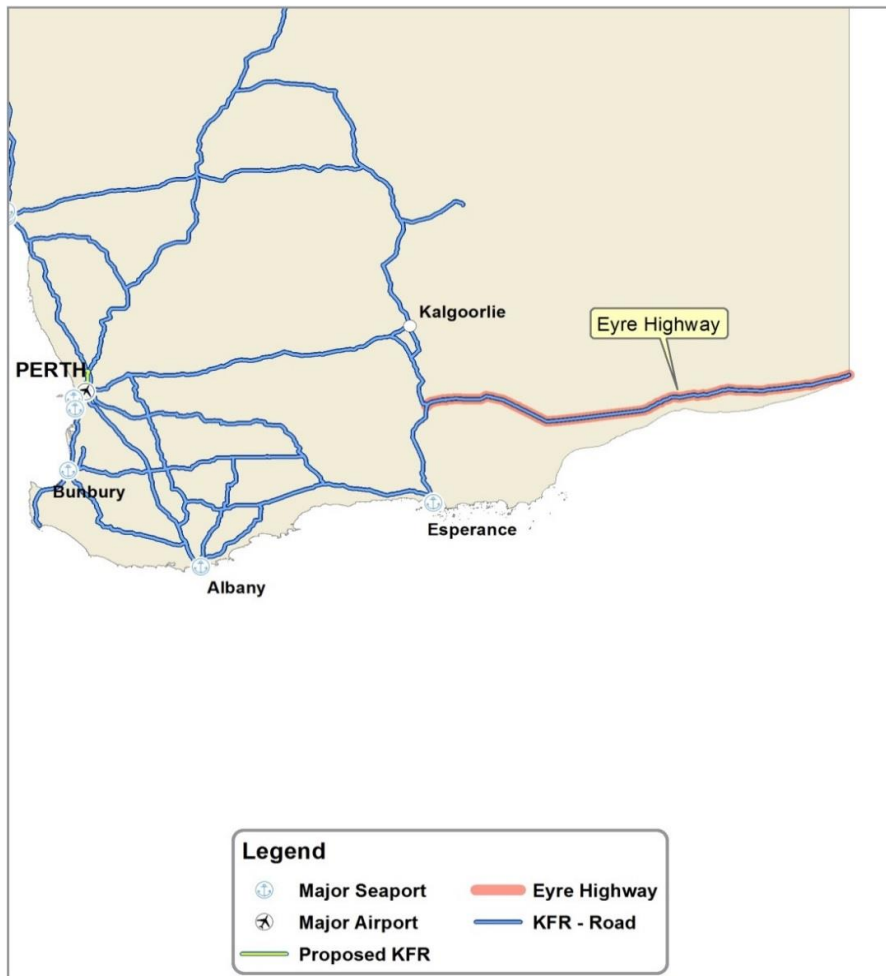 Kalgoorlie
Eyre Highway
PERTH
Bunbury
Esperance
Albany
Legend
Major Seaport
Eyre Highway
Major Airport
KFR - Road
Proposed KFR